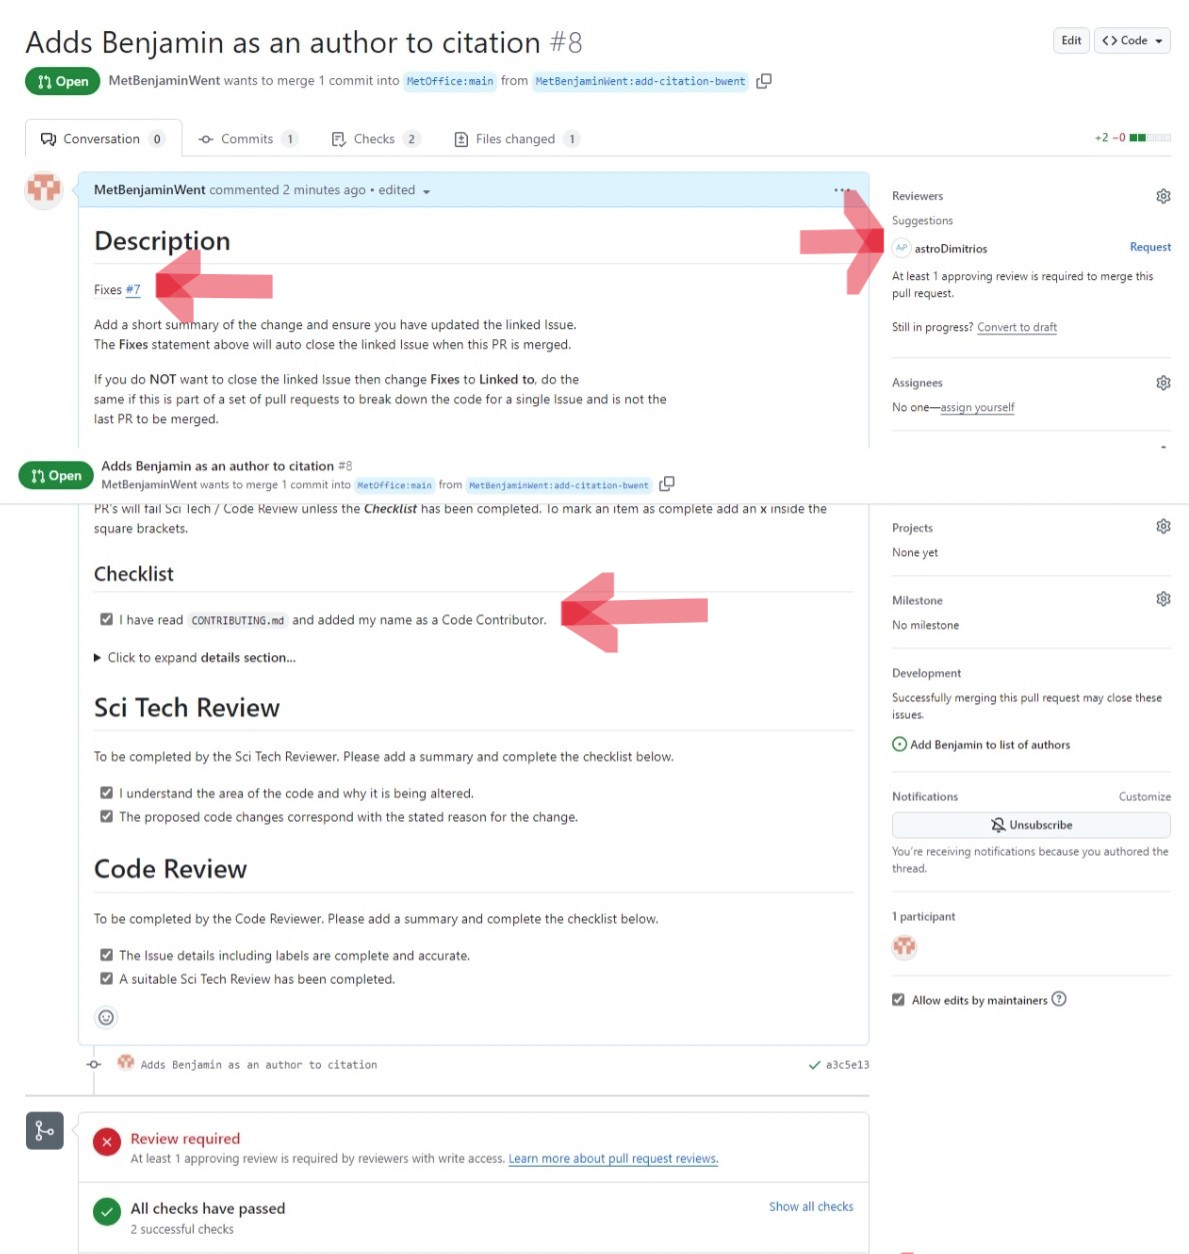 Adds Benjamin as an author to citation #8
Edit
<> Code
Open
MetBenjaminWent wants to merge 1 commit into MetOffice:main from MetBenjaminWent:add-citation-bwent
Conversation 0
Commits 1
Checks 2
Files changed 1
+2 −0
MetBenjaminWent commented 2 minutes ago • edited
...
Description
Fixes #7
Add a short summary of the change and ensure you have updated the linked Issue.
The Fixes statement above will auto close the linked Issue when this PR is merged.
If you do NOT want to close the linked Issue then change Fixes to Linked to, do the
same if this is part of a set of pull requests to break down the code for a single Issue and is not the
last PR to be merged.
Reviewers
Suggestions
astroDimitrios
Request
At least 1 approving review is required to merge this
pull request.
Still in progress? Convert to draft
Assignees
No one—assign yourself
Open
Adds Benjamin as an author to citation #8
MetBenjaminWent wants to merge 1 commit into MetOffice:main from MetBenjaminWent:add-citation-bwent
PR's will fail Sci Tech / Code Review unless the Checklist has been completed. To mark an item as complete add an x inside the
square brackets.
Checklist
I have read CONTRIBUTING.md and added my name as a Code Contributor.
Click to expand details section...
Sci Tech Review
To be completed by the Sci Tech Reviewer. Please add a summary and complete the checklist below.
I understand the area of the code and why it is being altered.
The proposed code changes correspond with the stated reason for the change.
Code Review
To be completed by the Code Reviewer. Please add a summary and complete the checklist below.
The Issue details including labels are complete and accurate.
A suitable Sci Tech Review has been completed.
Projects
None yet
Milestone
No milestone
Development
Successfully merging this pull request may close these
issues.
Add Benjamin to list of authors
Notifications
Customize
Unsubscribe
You're receiving notifications because you authored the
thread.
1 participant
Allow edits by maintainers
Adds Benjamin as an author to citation
a3c5e13
Review required
At least 1 approving review is required by reviewers with write access. Learn more about pull request reviews.
All checks have passed
2 successful checks
Show all checks